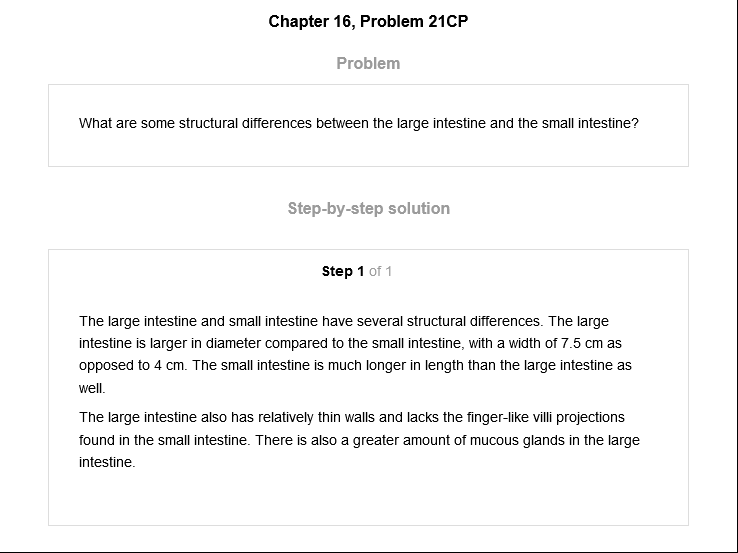 Chapter 16, Problem 21CP
Problem
What are some structural differences between the large intestine and the small intestine?
Step-by-step solution
Step 1 of 1
The large intestine and small intestine have several structural differences. The large
intestine is larger in diameter compared to the small intestine, with a width of 7.5 cm as
opposed to 4 cm. The small intestine is much longer in length than the large intestine as
well.
The large intestine also has relatively thin walls and lacks the finger-like villi projections
found in the small intestine. There is also a greater amount of mucous glands in the large
intestine.